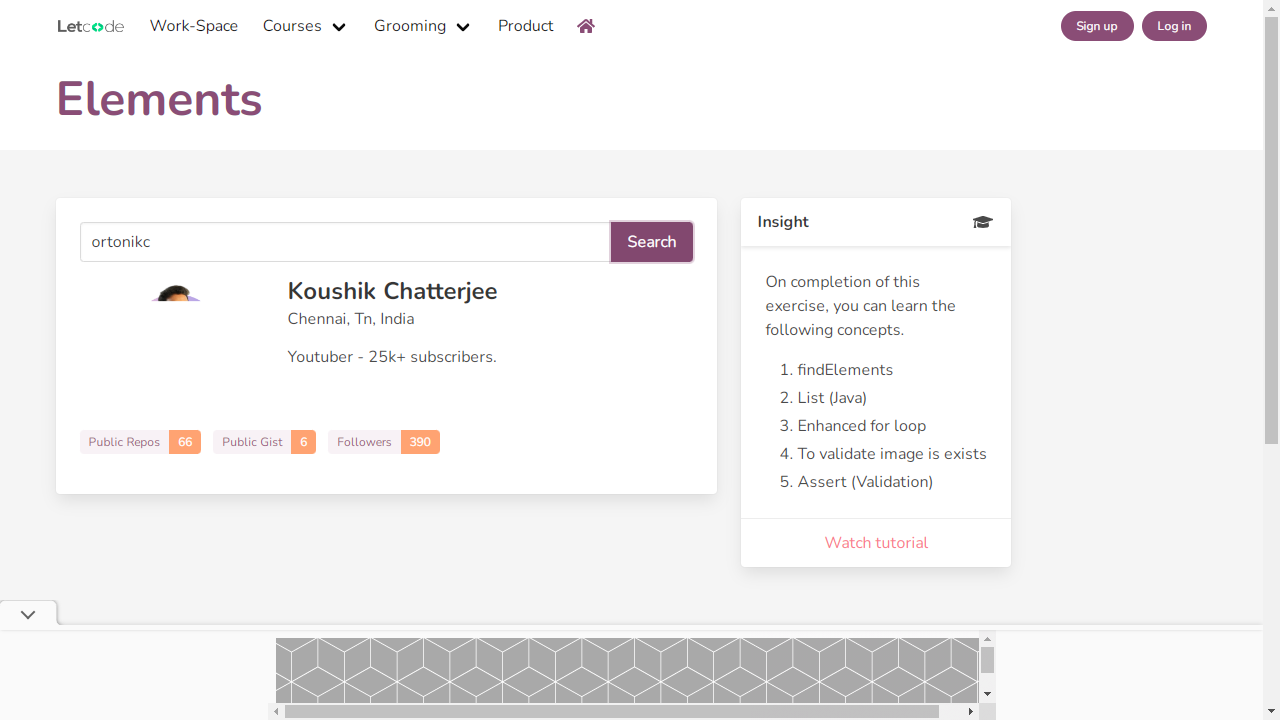 Letcode Work-Space Courses Grooming Product Sign up Log in
Elements
ortonikc Search
Koushik Chatterjee
Chennai, Tn, India
Youtuber - 25k+ subscribers.
Public Repos 66 Public Gist 6 Followers 390
Insight
On completion of this
exercise, you can learn the
following concepts.
1. findElements
2. List (Java)
3. Enhanced for loop
4. To validate image is exists
5. Assert (Validation)
Watch tutorial